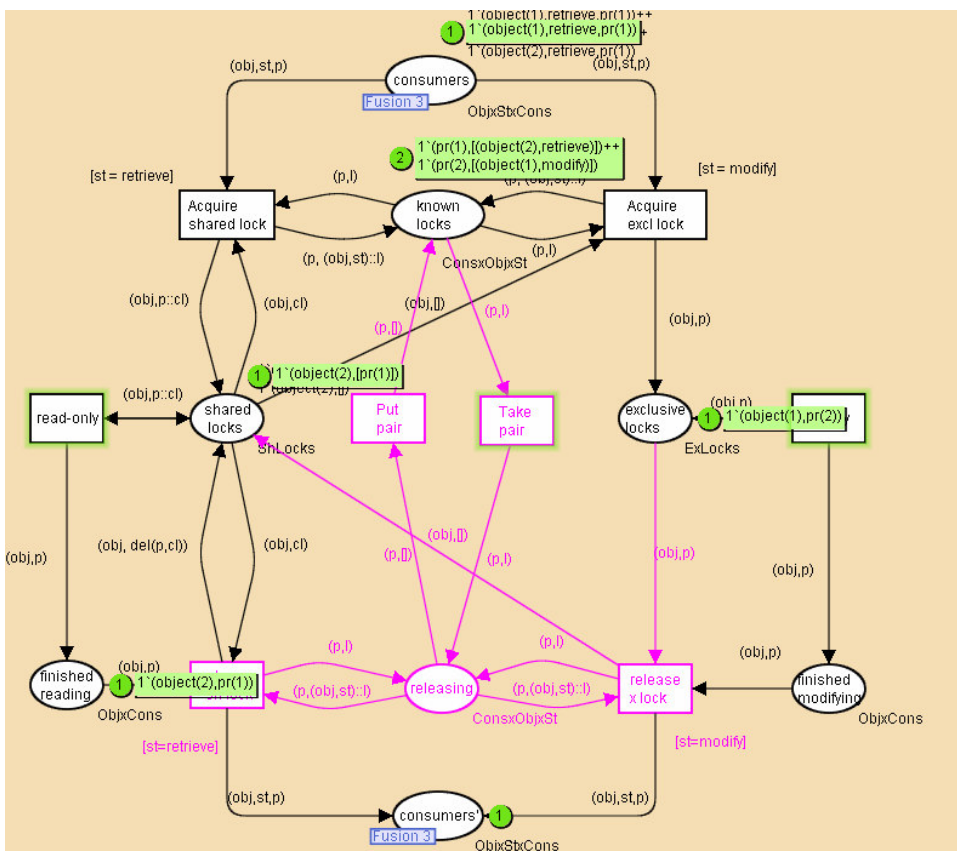 1`(object(1),retrieve,pr(1))++
1 1`(object(1),retrieve,pr(1))+
1`(object(2),retrieve,pr(1))
(obj,st,p)
(obj,st,p)
consumers
Fusion 3
ObjxStxCons
1`(pr(1),[(object(2),retrieve)])++
2
1`(pr(2),[(object(1),modify)])
[st = retrieve]
[st = modify]
(p,l)
(p, (obj,st)::l)
Acquire
shared lock
known
locks
Acquire
excl lock
(p,l)
(p, (obj,st)::l)
ConsxObjxSt
(obj,p::cl)
(obj,cl)
(obj,[])
(p,[])
(p,l)
(obj,p)
1 1`(object(2),[pr(1)])
(object(2),[])
(obj,p::cl)
read-only
shared
locks
ShLocks
Put
pair
Take
pair
exclusive
locks
ExLocks
(obj,p)
1 1`(object(1),pr(2))
(obj, del(p,cl))
(obj,cl)
(p,[])
(p,l)
(obj,[])
(obj,p)
(obj,p)
(obj,p)
(p,l)
(p,l)
(obj,p)
finished
reading
(obj,p)
1 1`(object(2),pr(1))
ObjxCons
(p,(obj,st)::l)
releasing
ConsxObjxSt
(p,(obj,st)::l)
release
x lock
finished
modifying
ObjxCons
[st=retrieve]
[st=modify]
(obj,st,p)
(obj,st,p)
consumers'
1
Fusion 3
ObjxStxCons